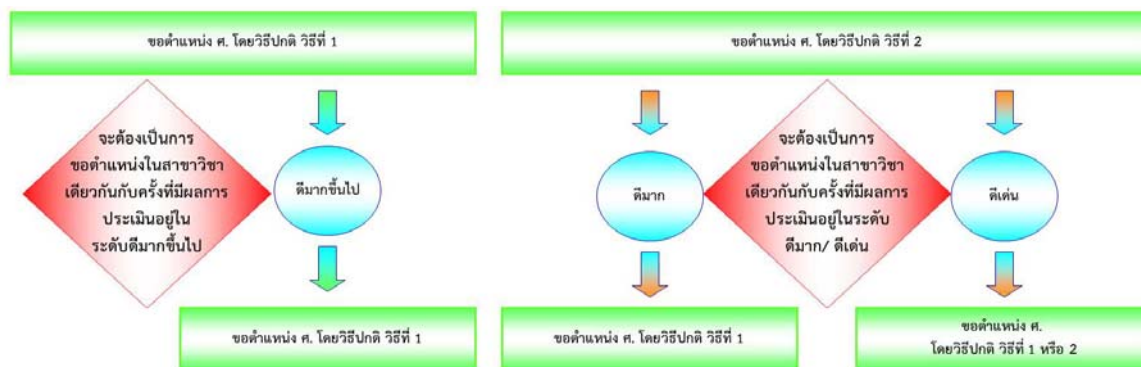 ขอตำแหน่ง ศ. โดยวิธีปกติ วิธีที่ 1
จะต้องเป็นการ
ขอตำแหน่งในสาขาวิชา
เดียวกันกับครั้งที่มีผลการ
ประเมินอยู่ใน
ระดับดีมากขึ้นไป
ดีมากขึ้นไป
ขอตำแหน่ง ศ. โดยวิธีปกติ วิธีที่ 1
ขอตำแหน่ง ศ. โดยวิธีปกติ วิธีที่ 2
ดีมาก
จะต้องเป็นการ
ขอตำแหน่งในสาขาวิชา
เดียวกันกับครั้งที่มีผลการ
ประเมินอยู่ในระดับ
ดีมาก/ ดีเด่น
ดีเด่น
ขอตำแหน่ง ศ. โดยวิธีปกติ วิธีที่ 1
ขอตำแหน่ง ศ.
โดยวิธีปกติ วิธีที่ 1 หรือ 2